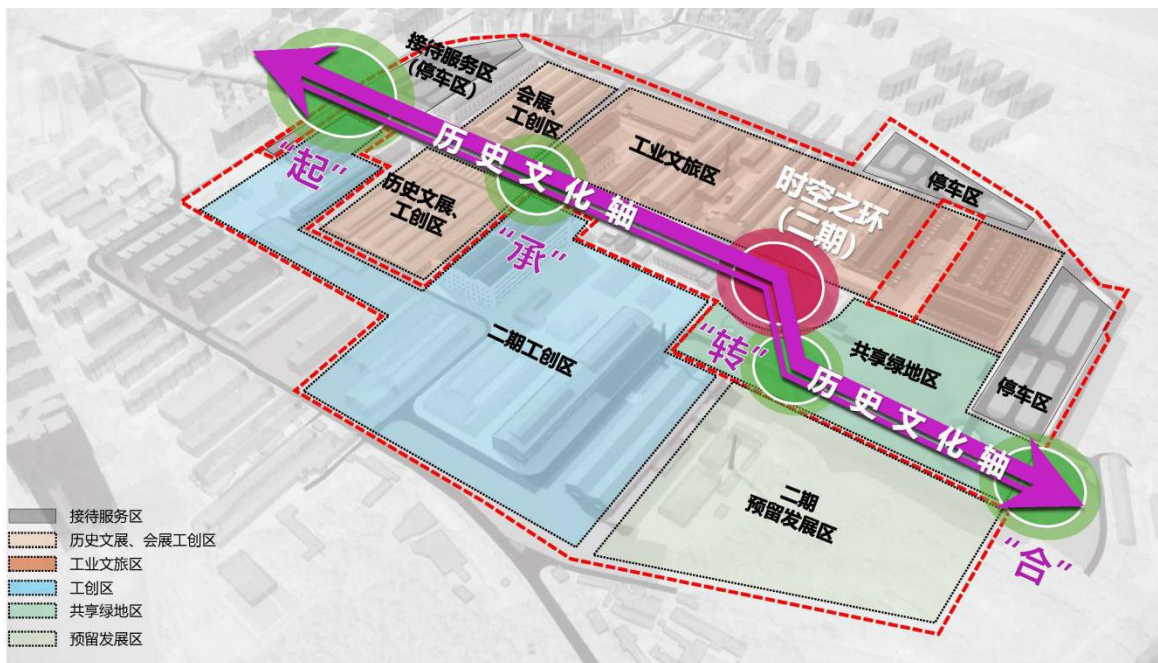 接待服务区
（停车区）
会展、
工创区
历史文化轴
“起”
历史文展、
工创区
“承”
工业文旅区
时空之环
（二期）
停车区
二期工创区
“转”
共享绿地区
停车区
历史文化轴
二期
预留发展区
“合”
接待服务区
历史文展、会展工创区
工业文旅区
工创区
共享绿地区
预留发展区